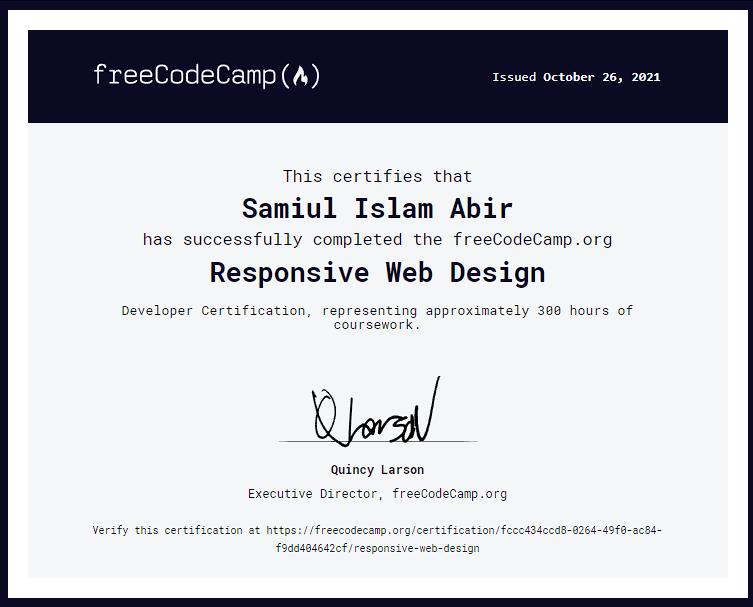 freeCodeCamp(🔥)
Issued October 26, 2021
This certifies that
Samiul Islam Abir
has successfully completed the freeCodeCamp.org
Responsive Web Design
Developer Certification, representing approximately 300 hours of
coursework.
Q Larson
Quincy Larson
Executive Director, freeCodeCamp.org
Verify this certification at https://freecodecamp.org/certification/fccc434ccd8-0264-49f0-ac84-
f9dd404642cf/responsive-web-design